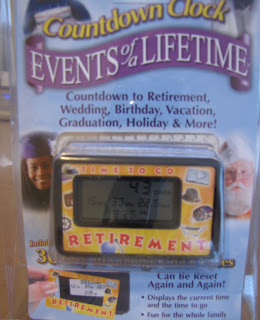 Countdown Clock
EVENTS of a LIFETIME
Countdown to Retirement,
Wedding, Birthday, Vacation,
Graduation, Holiday & More!
TIME TO GO
43
RETIREMENT
Can Be Reset
Again and Again!
• Displays the current time
and the time to go
• Fun for the whole family